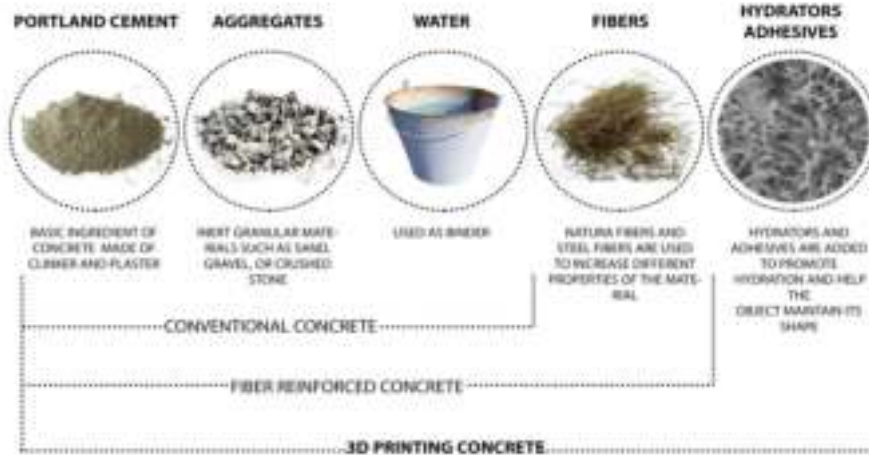 PORTLAND CEMENT
AGGREGATES
WATER
FIBERS
HYDRATORS
ADHESIVES
BASIC INGREDIENT OF
CONCRETE MADE OF
CLINKER AND PLASTER
INERT GRANULAR MATE-
RIALS SUCH AS SAND,
GRAVEL, OR CRUSHED
STONE
USED AS BINDER
NATURA FIBERS AND
STEEL FIBERS ARE USED
TO INCREASE DIFFERENT
PROPERTIES OF THE MATE-
RIAL
HYDRATORS AND
ADHESIVES ARE ADDED
TO PROMOTE
HYDRATION AND HELP
THE
OBJECT MAINTAIN ITS
SHAPE
CONVENTIONAL CONCRETE
FIBER REINFORCED CONCRETE
3D PRINTING CONCRETE